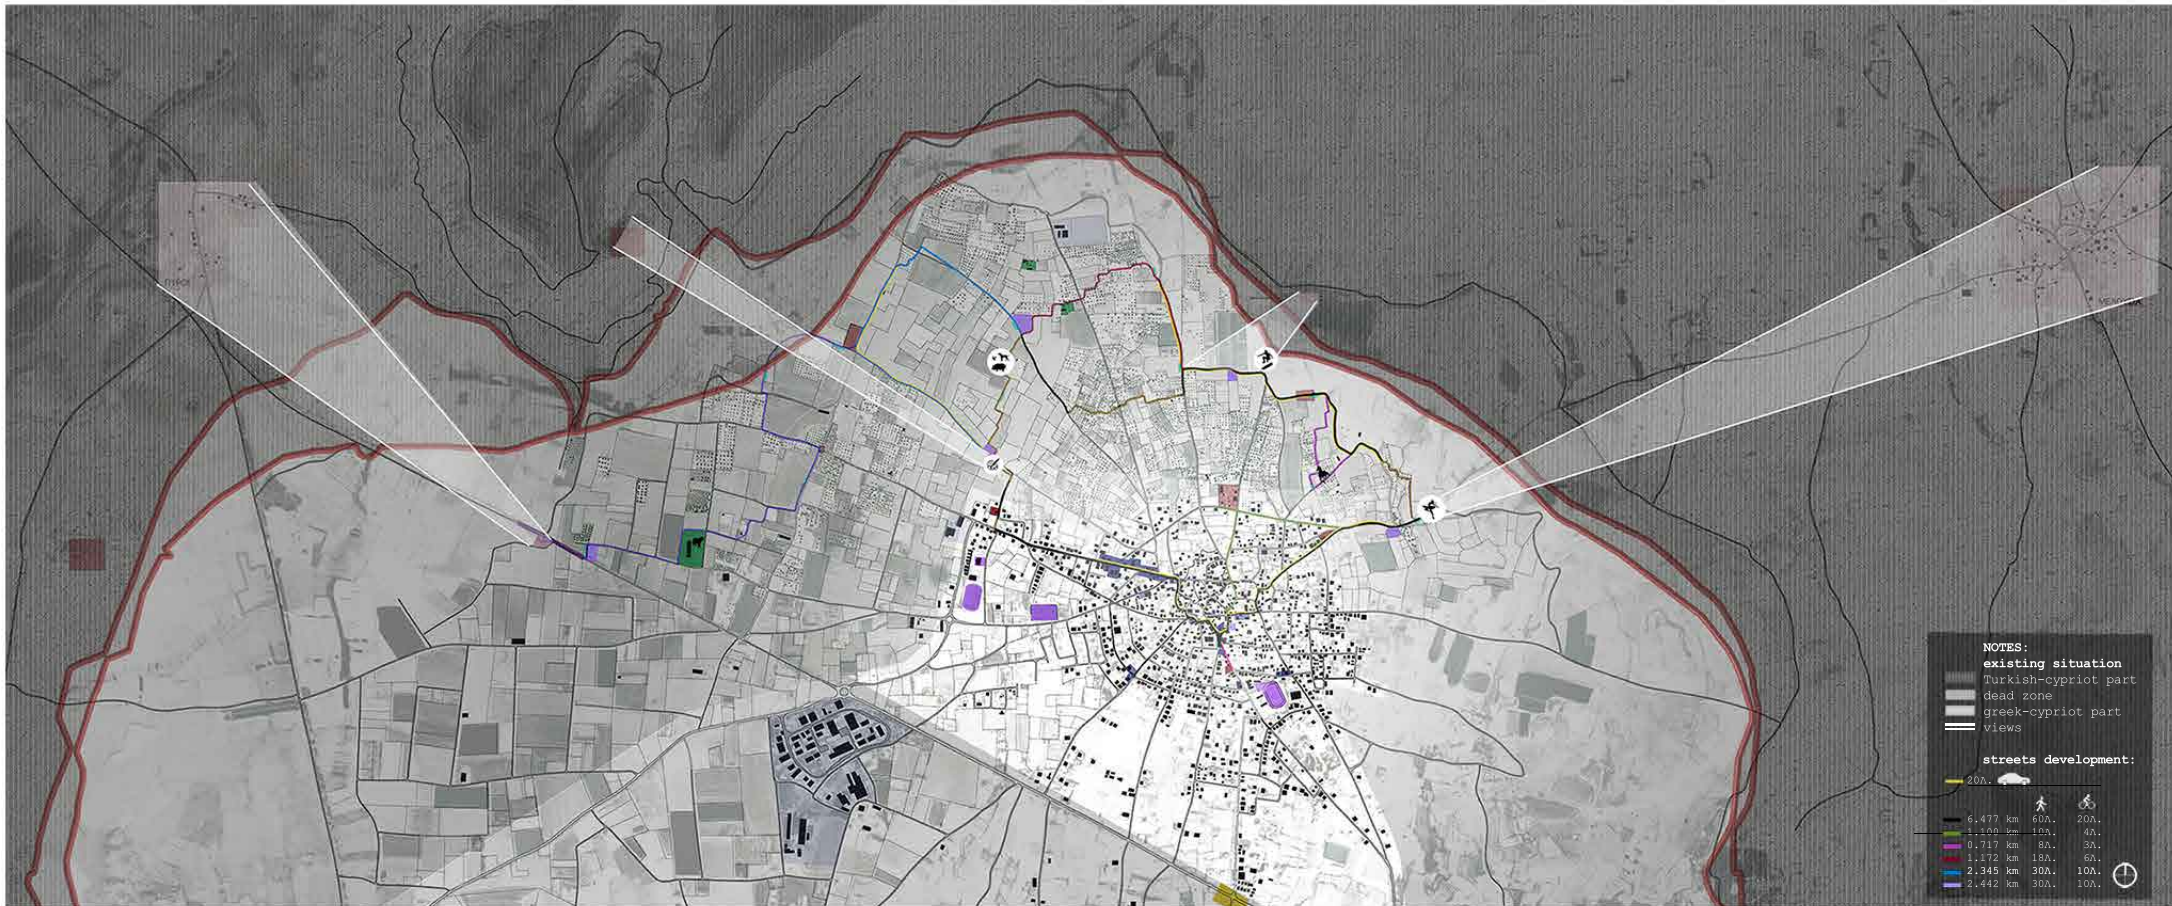 ΠΥΡΟΙ
NOTES:
existing situation
Turkish-cypriot part
dead zone
greek-cypriot part
views
streets development:
20Λ.
6.477 km 60Λ. 20Λ.
1.100 km 10Λ. 4Λ.
0.717 km 8Λ. 3Λ.
1.172 km 18Λ. 6Λ.
2.345 km 30Λ. 10Λ.
2.442 km 30Λ. 10Λ.